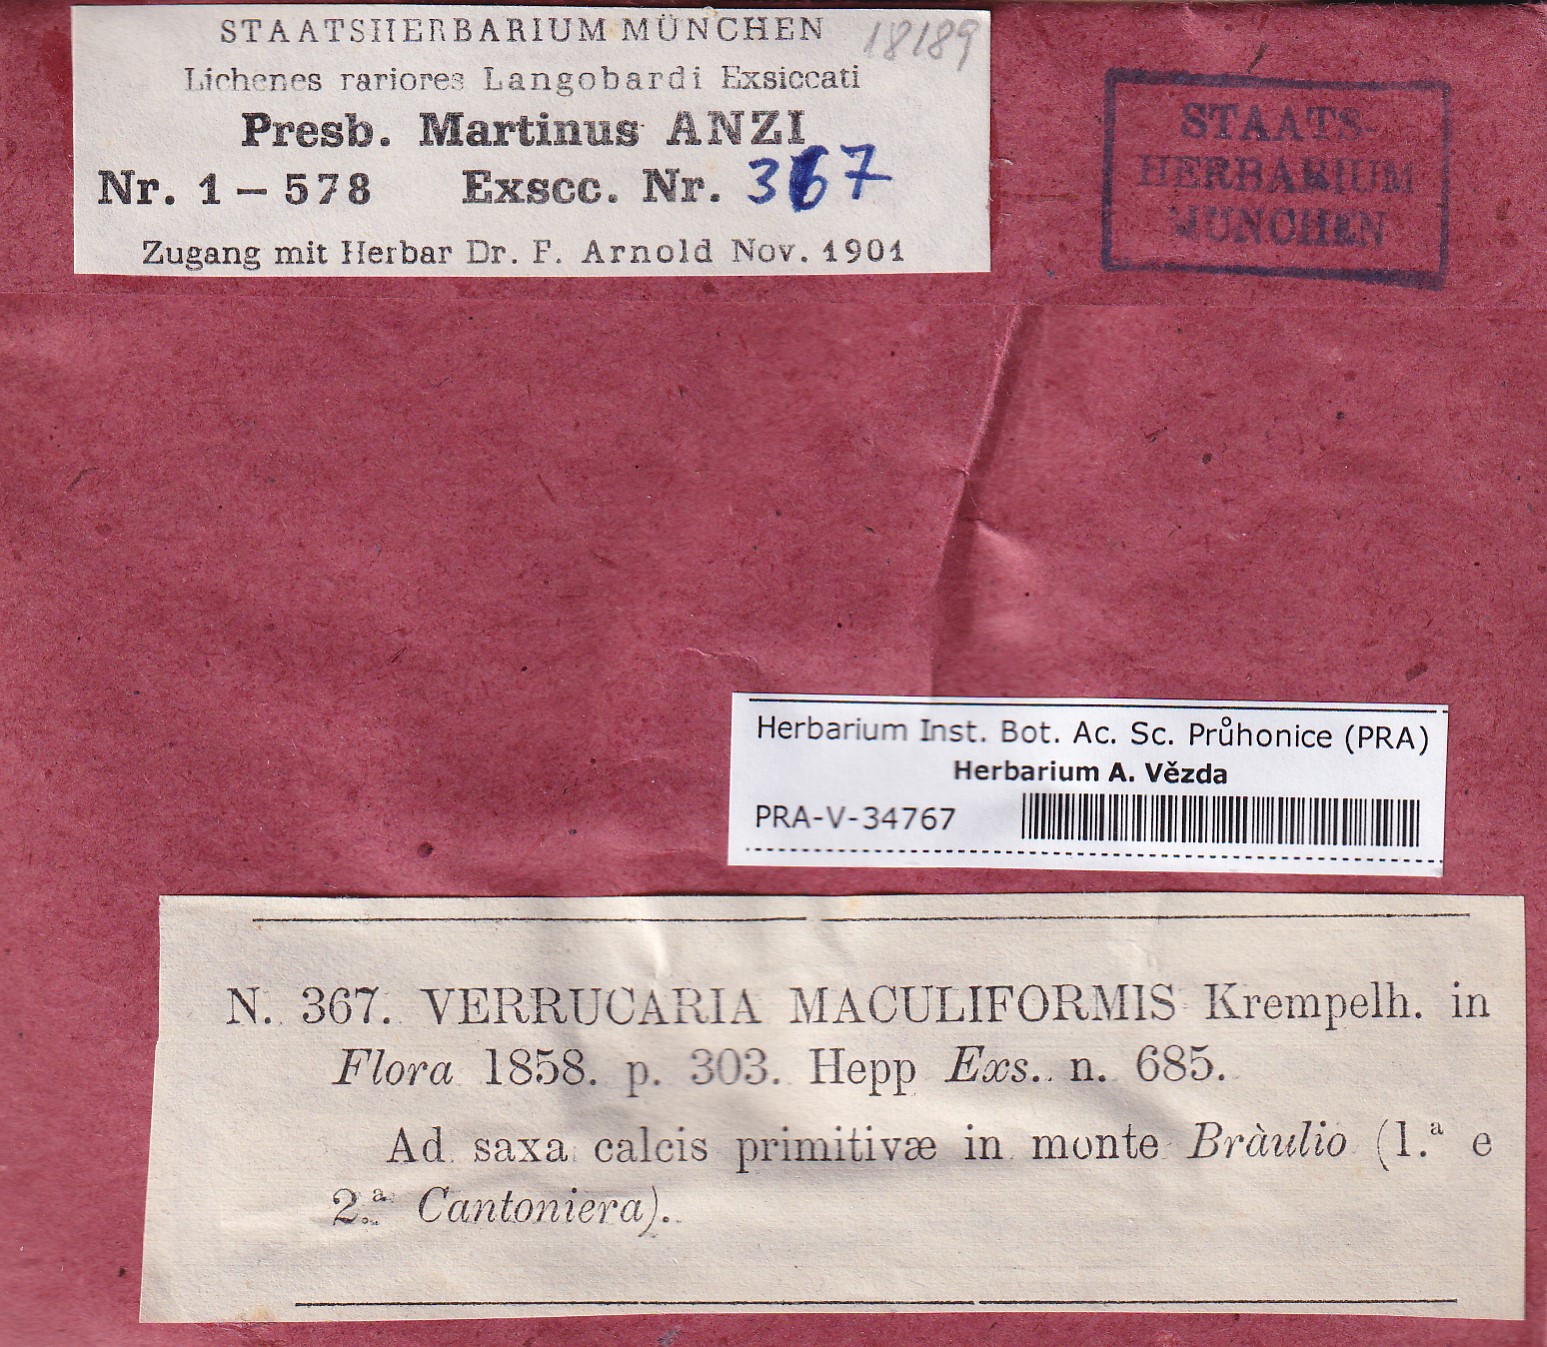 STAATSHERBARIUM MÜNCHEN 18189
Lichenes rariores Langobardi Exsiccati
Presb. Martinus ANZI
Nr. 1 – 578 Exscc. Nr. 367
Zugang mit Herbar Dr. F. Arnold Nov. 1901
STAATS-
HERBARIUM
MÜNCHEN
Herbarium Inst. Bot. Ac. Sc. Průhonice (PRA)
Herbarium A. Vězda
PRA-V-34767
N. 367. VERRUCARIA MACULIFORMIS Krempelh. in
Flora 1858. p. 303. Hepp Exs. n. 685.
Ad saxa calcis primitivæ in monte Bràulio (1.ª e
2.ª Cantoniera).